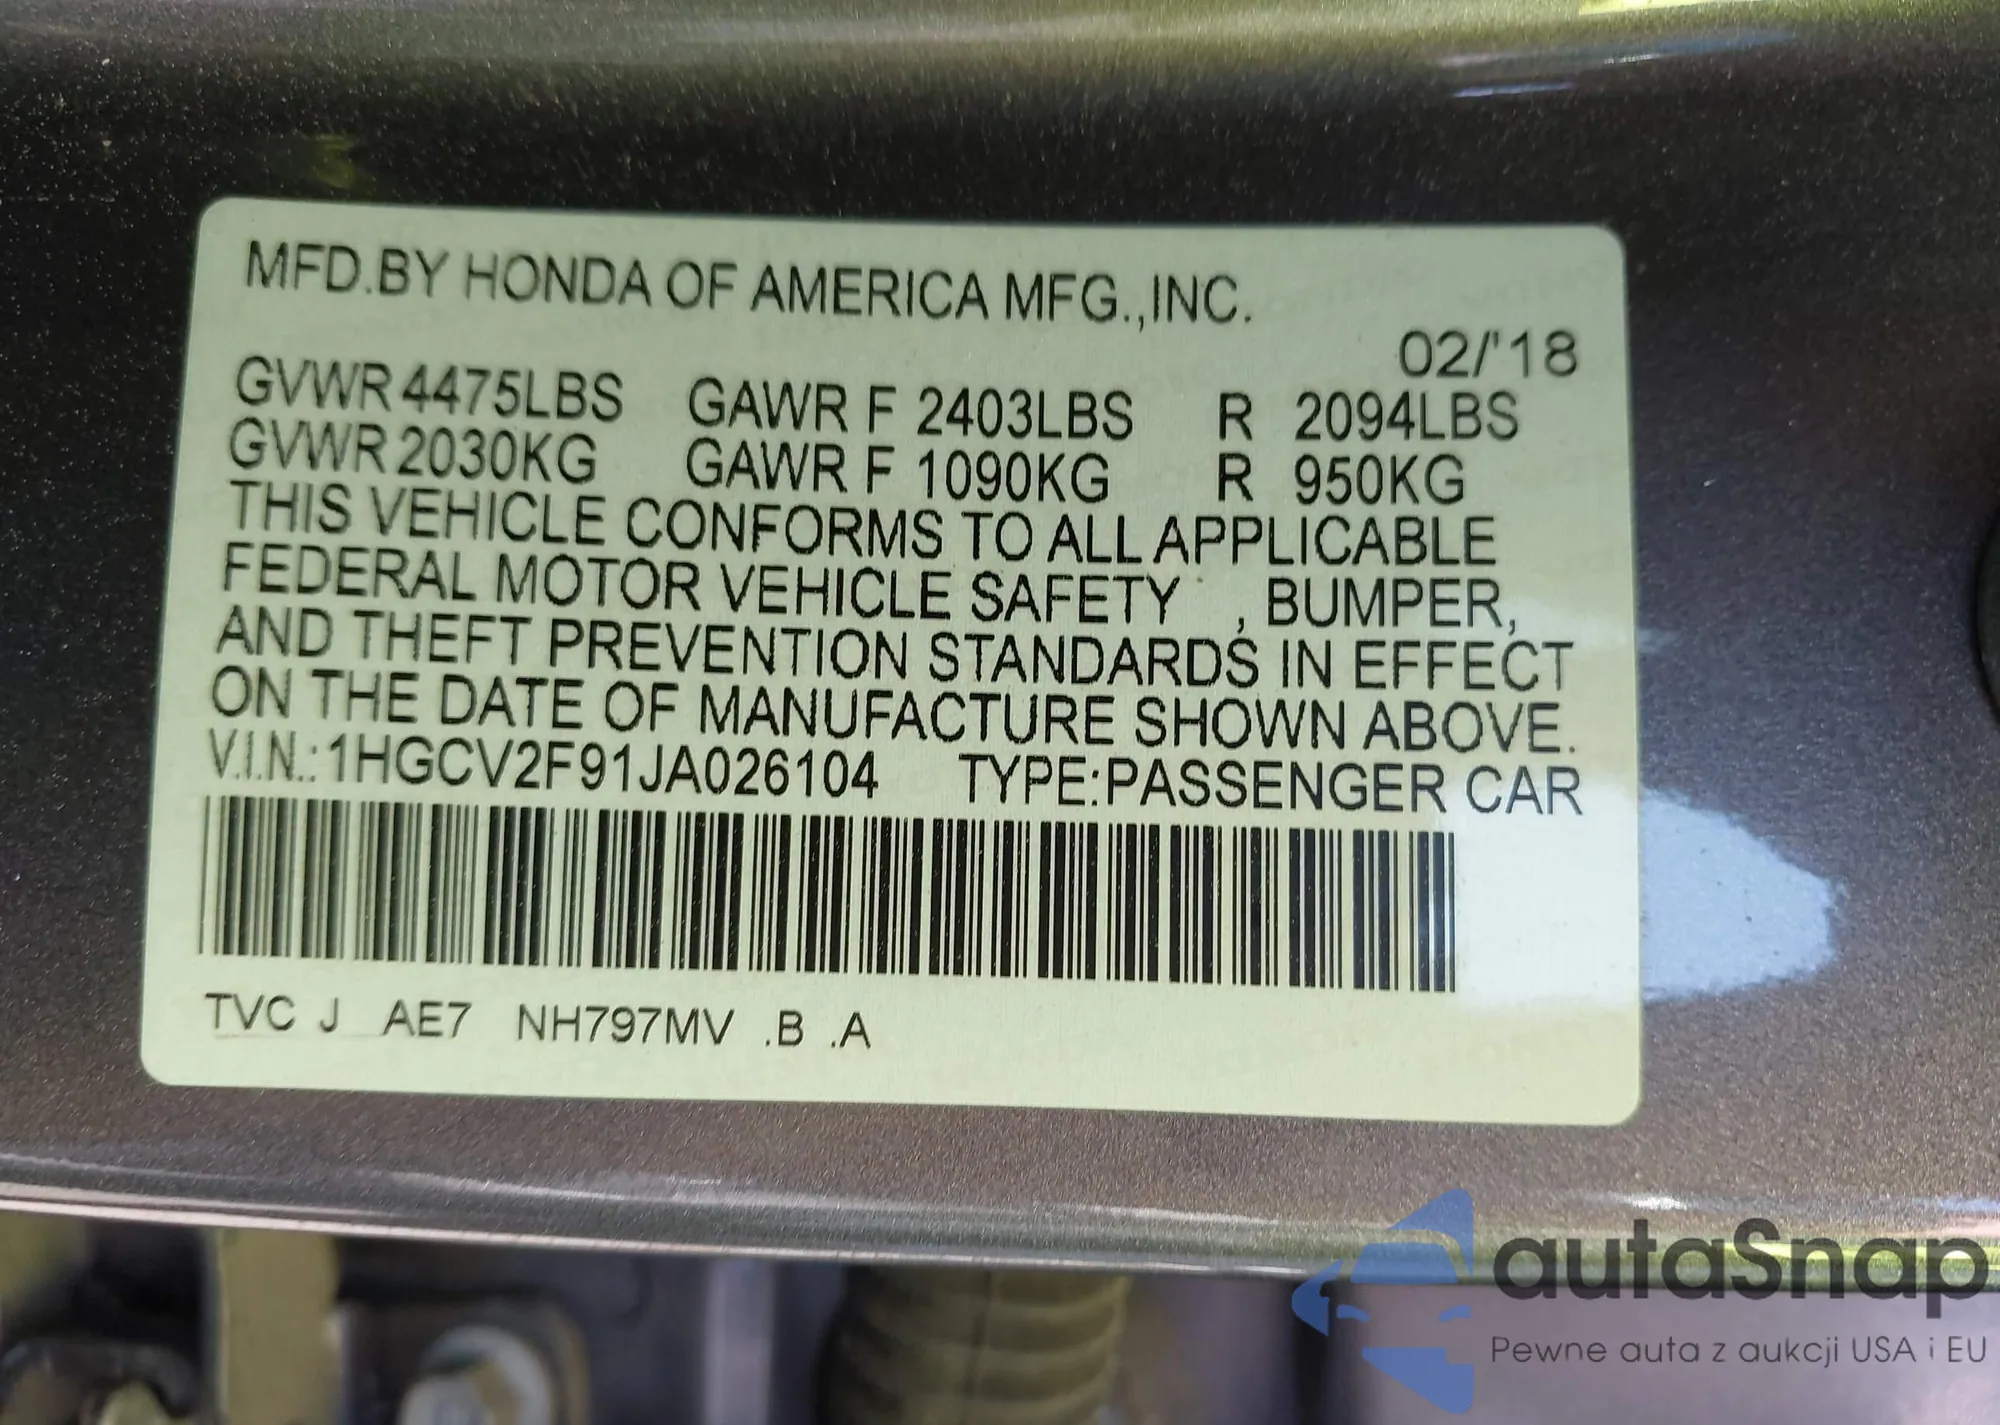 MFD.BY HONDA OF AMERICA MFG.,INC.
02/'18
GVWR 4475LBS GAWR F 2403LBS R 2094LBS
GVWR 2030KG GAWR F 1090KG R 950KG
THIS VEHICLE CONFORMS TO ALL APPLICABLE
FEDERAL MOTOR VEHICLE SAFETY , BUMPER,
AND THEFT PREVENTION STANDARDS IN EFFECT
ON THE DATE OF MANUFACTURE SHOWN ABOVE.
V.I.N.: 1HGCV2F91JA026104 TYPE:PASSENGER CAR
TVC J AE7 NH797MV .B .A
autaSnap
Pewne auta z aukcji USA i EU